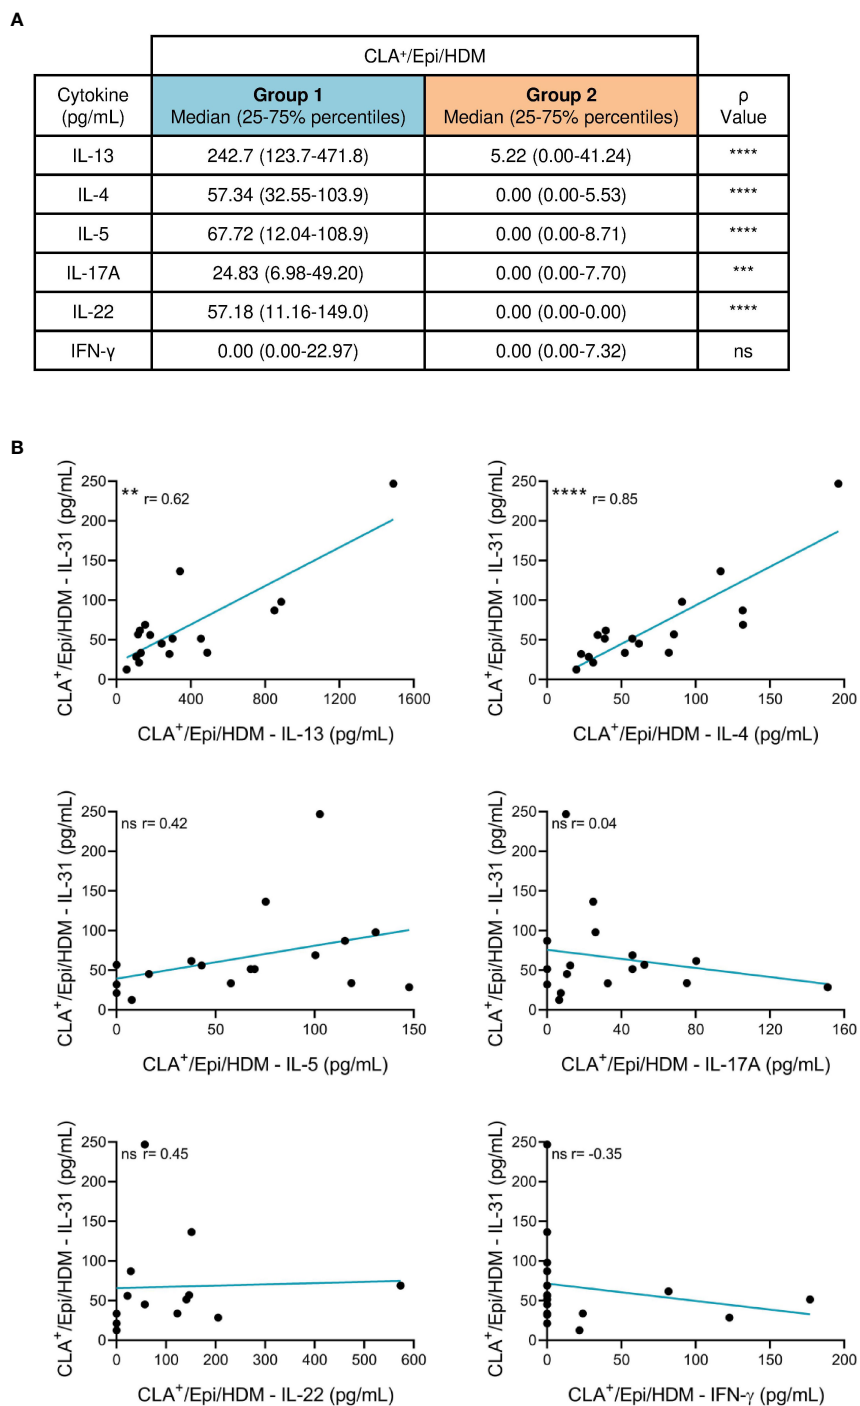 A
CLA⁺/Epi/HDM
Cytokine (pg/mL) Group 1 Median (25-75% percentiles) Group 2 Median (25-75% percentiles) ρ Value
IL-13 242.7 (123.7-471.8) 5.22 (0.00-41.24) ****
IL-4 57.34 (32.55-103.9) 0.00 (0.00-5.53) ****
IL-5 67.72 (12.04-108.9) 0.00 (0.00-8.71) ****
IL-17A 24.83 (6.98-49.20) 0.00 (0.00-7.70) ***
IL-22 57.18 (11.16-149.0) 0.00 (0.00-0.00) ****
IFN-γ 0.00 (0.00-22.97) 0.00 (0.00-7.32) ns
B
CLA⁺/Epi/HDM - IL-31 (pg/mL)
250
200
150
100
50
0
** r= 0.62
0 400 800 1200 1600
CLA⁺/Epi/HDM - IL-13 (pg/mL)
CLA⁺/Epi/HDM - IL-31 (pg/mL)
250
200
150
100
50
0
**** r= 0.85
0 50 100 150 200
CLA⁺/Epi/HDM - IL-4 (pg/mL)
CLA⁺/Epi/HDM - IL-31 (pg/mL)
250
200
150
100
50
0
ns r= 0.42
0 50 100 150
CLA⁺/Epi/HDM - IL-5 (pg/mL)
CLA⁺/Epi/HDM - IL-31 (pg/mL)
250
200
150
100
50
0
ns r= 0.04
0 40 80 120 160
CLA⁺/Epi/HDM - IL-17A (pg/mL)
CLA⁺/Epi/HDM - IL-31 (pg/mL)
250
200
150
100
50
0
ns r= 0.45
0 100 200 300 400 500 600
CLA⁺/Epi/HDM - IL-22 (pg/mL)
CLA⁺/Epi/HDM - IL-31 (pg/mL)
250
200
150
100
50
0
ns r= -0.35
0 50 100 150 200
CLA⁺/Epi/HDM - IFN-γ (pg/mL)